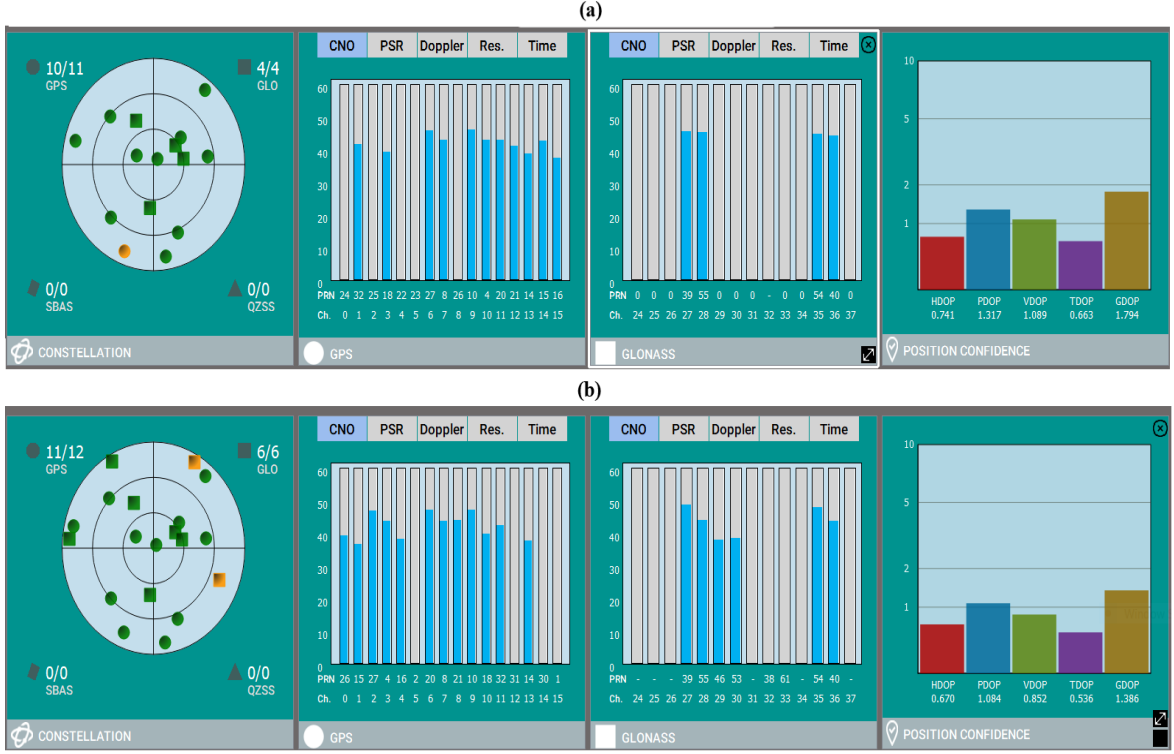 (a)
10/11
GPS
4/4
GLO
0/0
SBAS
0/0
QZSS
CONSTELLATION
CNO PSR Doppler Res. Time
60
50
40
30
20
10
0
PRN 24 32 25 18 22 23 27 8 26 10 4 20 21 14 15 16
Ch. 0 1 2 3 4 5 6 7 8 9 10 11 12 13 14 15
GPS
CNO PSR Doppler Res. Time
60
50
40
30
20
10
0
PRN 0 0 0 39 55 0 0 0 - 0 0 54 40 0
Ch. 24 25 26 27 28 29 30 31 32 33 34 35 36 37
GLONASS
10
5
2
1
HDOP PDOP VDOP TDOP GDOP
0.741 1.317 1.089 0.663 1.794
POSITION CONFIDENCE
(b)
11/12
GPS
6/6
GLO
0/0
SBAS
0/0
QZSS
CONSTELLATION
CNO PSR Doppler Res. Time
60
50
40
30
20
10
0
PRN 26 15 27 4 16 2 20 8 21 10 18 32 31 14 30 1
Ch. 0 1 2 3 4 5 6 7 8 9 10 11 12 13 14 15
GPS
CNO PSR Doppler Res. Time
60
50
40
30
20
10
0
PRN - - - 39 55 46 53 - 38 61 - 54 40 -
Ch. 24 25 26 27 28 29 30 31 32 33 34 35 36 37
GLONASS
10
5
2
1
HDOP PDOP VDOP TDOP GDOP
0.670 1.084 0.852 0.536 1.386
POSITION CONFIDENCE